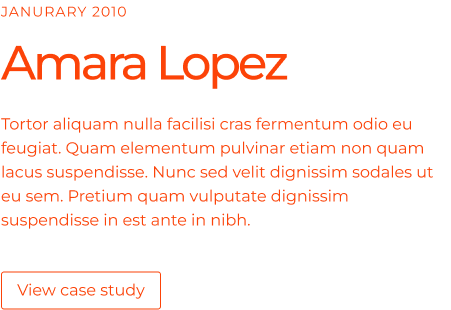 JANURARY 2010
Amara Lopez
Tortor aliquam nulla facilisi cras fermentum odio eu
feugiat. Quam elementum pulvinar etiam non quam
lacus suspendisse. Nunc sed velit dignissim sodales ut
eu sem. Pretium quam vulputate dignissim
suspendisse in est ante in nibh.
View case study